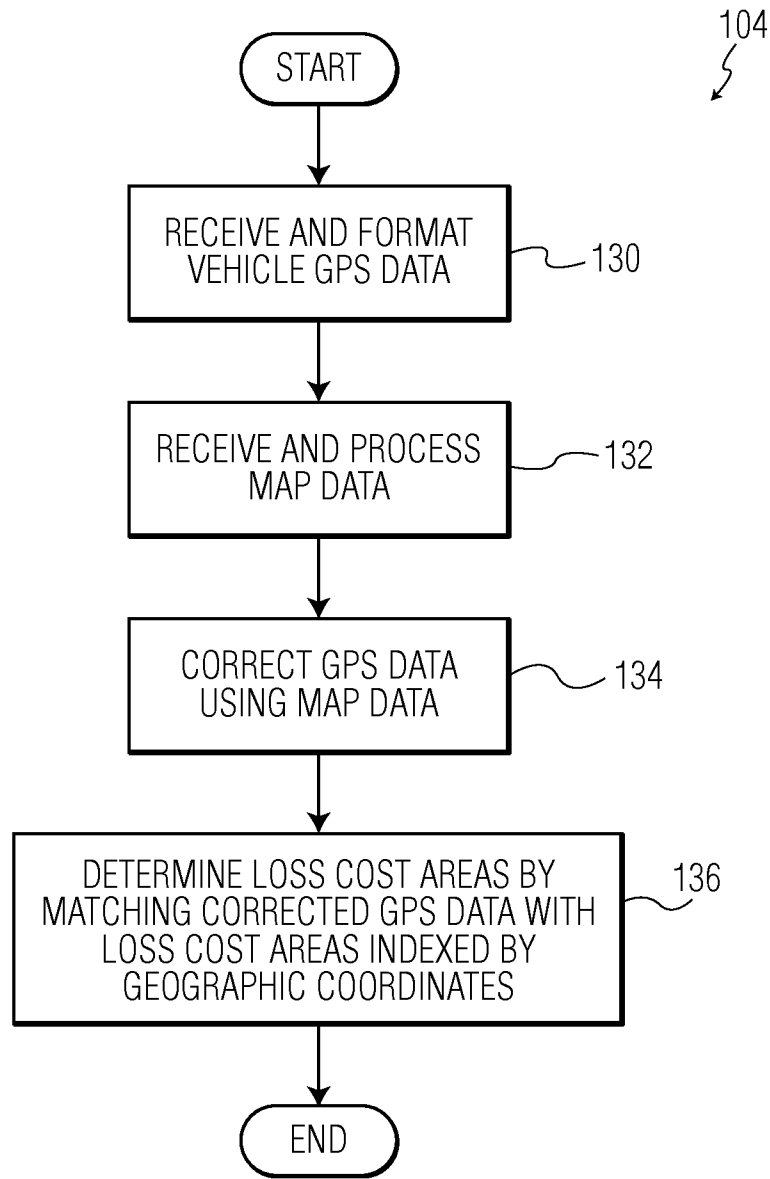 104
START
RECEIVE AND FORMAT
VEHICLE GPS DATA
130
RECEIVE AND PROCESS
MAP DATA
132
CORRECT GPS DATA
USING MAP DATA
134
DETERMINE LOSS COST AREAS BY
MATCHING CORRECTED GPS DATA WITH
LOSS COST AREAS INDEXED BY
GEOGRAPHIC COORDINATES
136
END